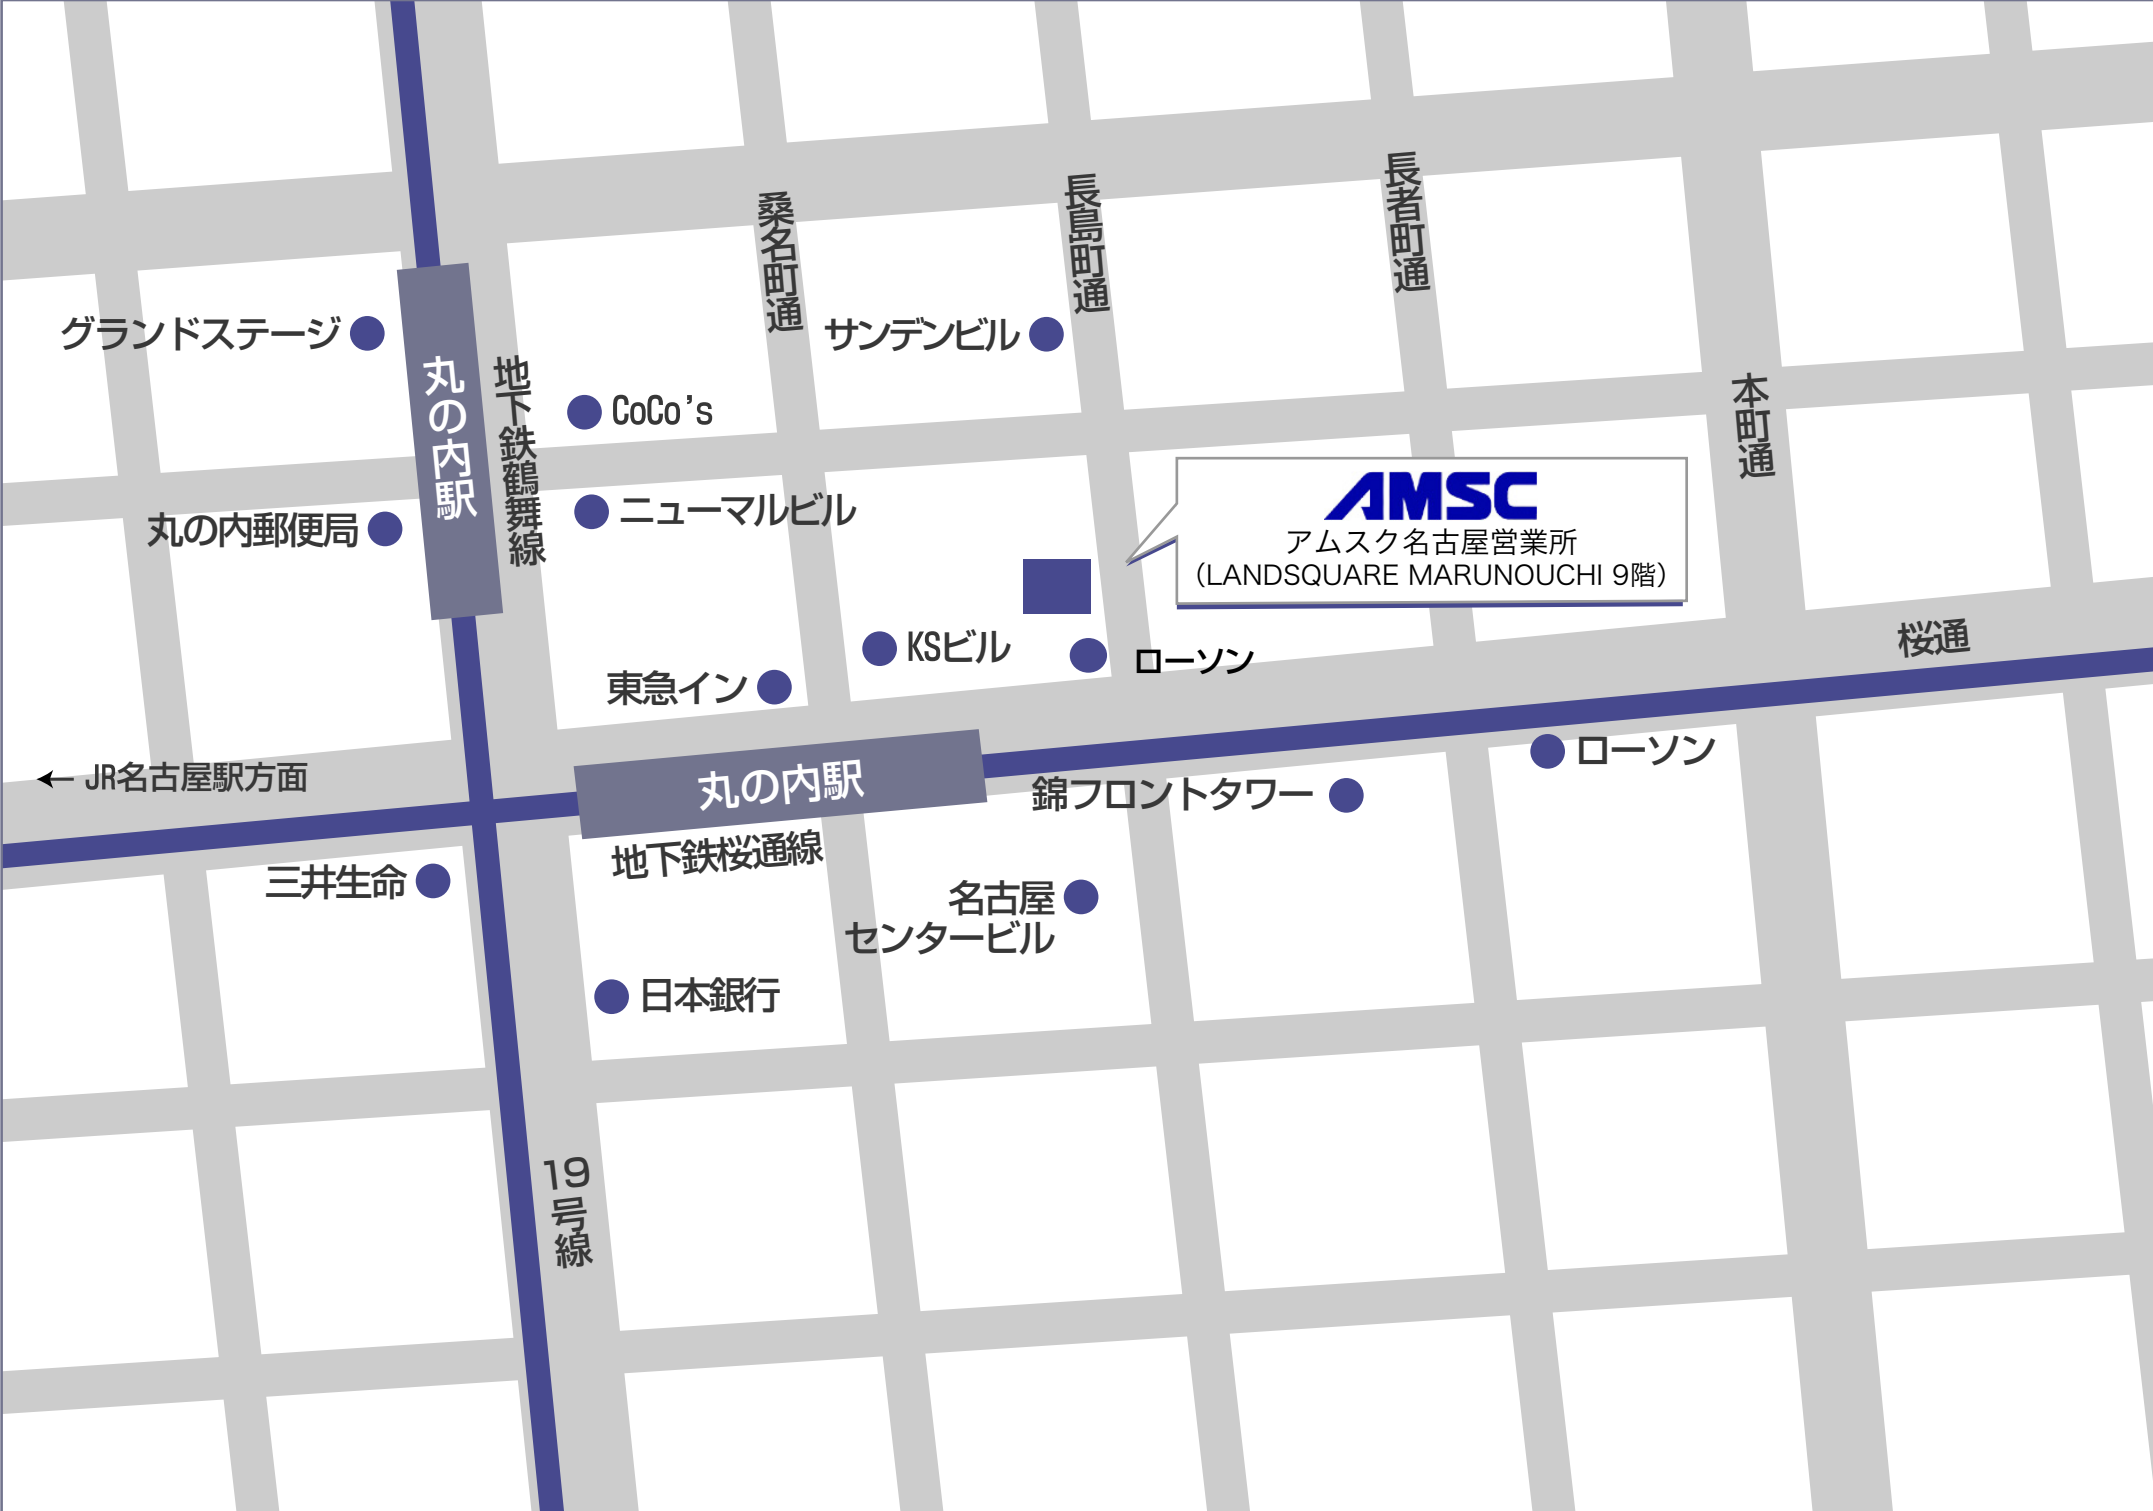 桑名町通
長島町通
長者町通
グランドステージ
サンデンビル
丸の内駅
地下鉄鶴舞線
CoCo's
本町通
丸の内郵便局
ニューマルビル
AMSC
アムスク名古屋営業所
(LANDSQUARE MARUNOUCHI 9階)
KSビル
ローソン
桜通
東急イン
← JR名古屋駅方面
丸の内駅
ローソン
錦フロントタワー
地下鉄桜通線
三井生命
名古屋
センタービル
日本銀行
19号線